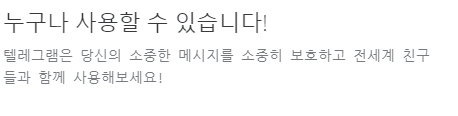 누구나 사용할 수 있습니다!
텔레그램은 당신의 소중한 메시지를 소중히 보호하고 전세계 친구
들과 함께 사용해보세요!